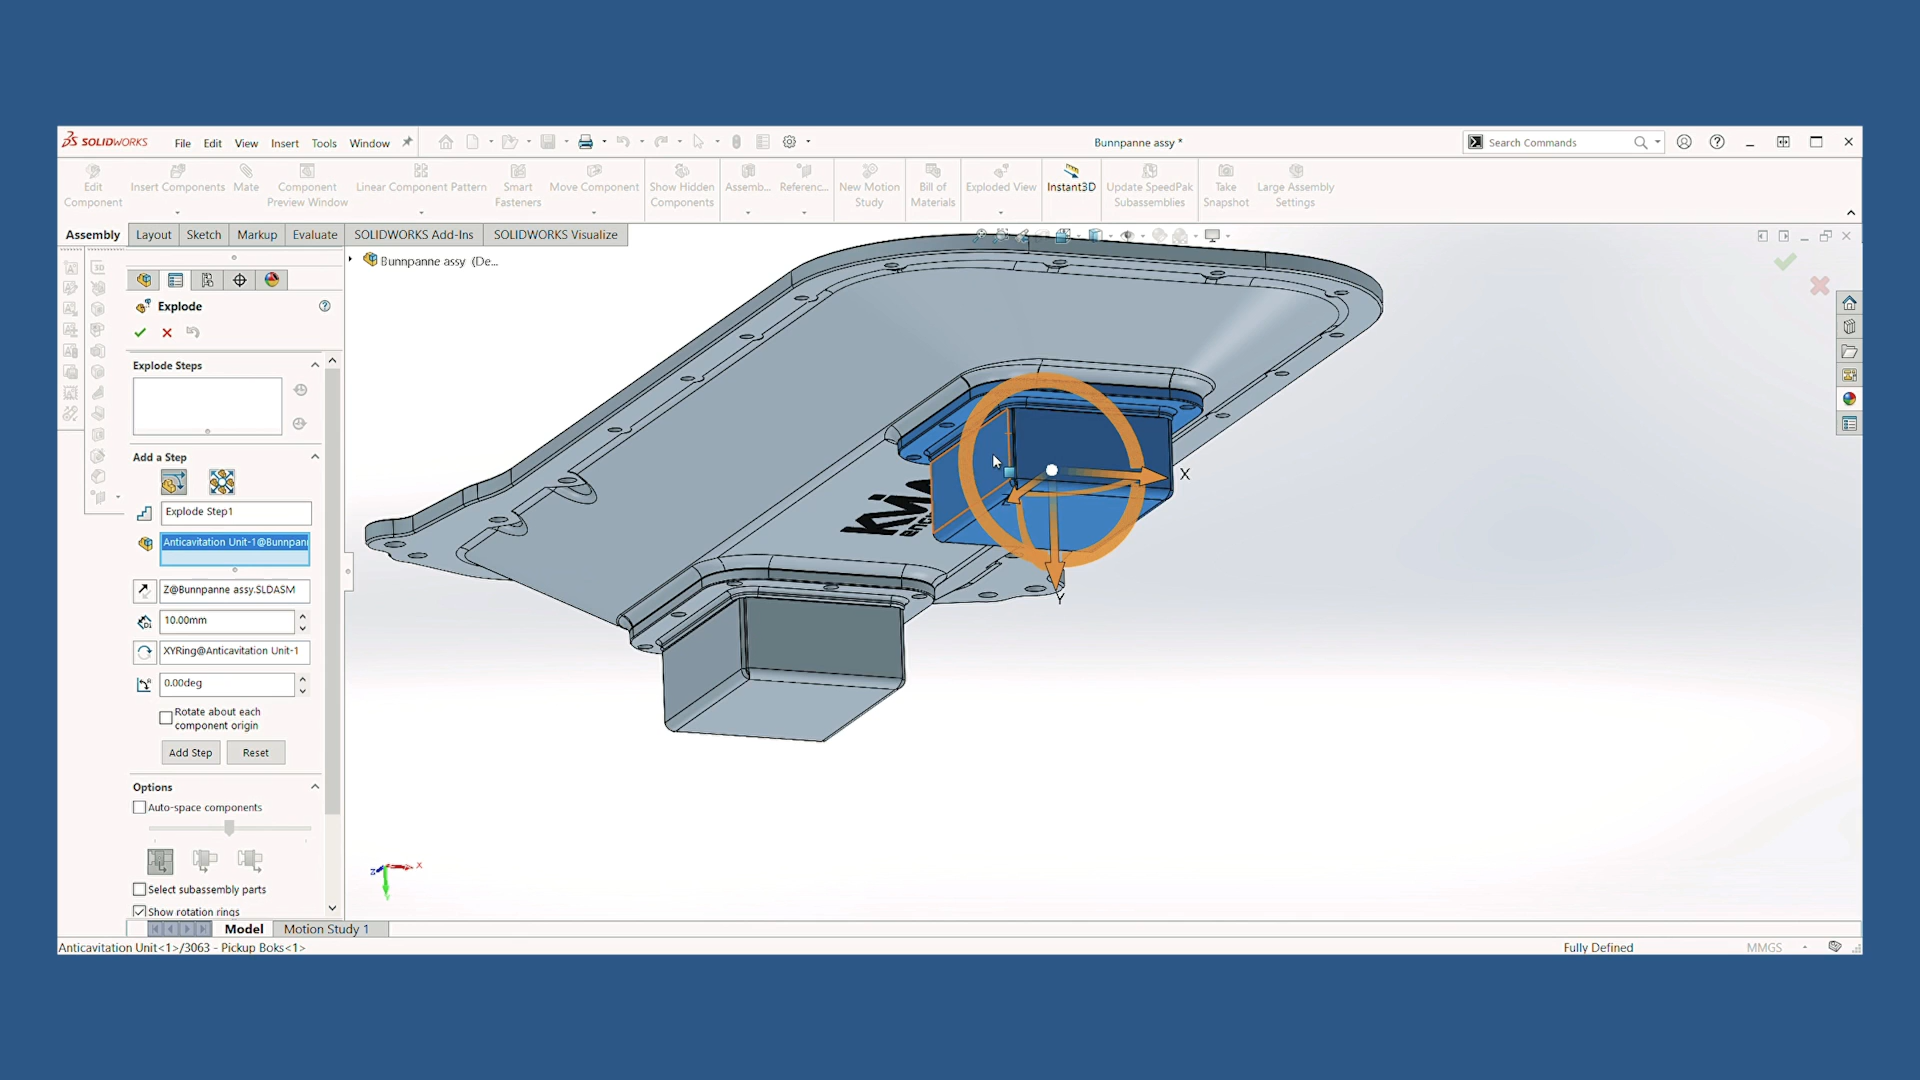 SOLIDWORKS File Edit View Insert Tools Window
Bunnpanne assy *
Search Commands
Edit
Component
Insert Components
Mate
Component
Preview Window
Linear Component Pattern
Smart
Fasteners
Move Component
Show Hidden
Components
Assemb...
Referenc...
New Motion
Study
Bill of
Materials
Exploded View
Instant3D
Update SpeedPak
Subassemblies
Take
Snapshot
Large Assembly
Settings
Assembly Layout Sketch Markup Evaluate SOLIDWORKS Add-Ins SOLIDWORKS Visualize
Bunnpanne assy (De...
Explode
Explode Steps
Add a Step
Explode Step1
Anticavitation Unit-1@Bunnpan
Z@Bunnpanne assy.SLDASM
10.00mm
XYRing@Anticavitation Unit-1
0.00deg
Rotate about each
component origin
Add Step Reset
Options
Auto-space components
Select subassembly parts
Show rotation rings
X
Y
Z
X
Model Motion Study 1
Anticavitation Unit<1>/3063 - Pickup Boks<1>
Fully Defined
MMGS